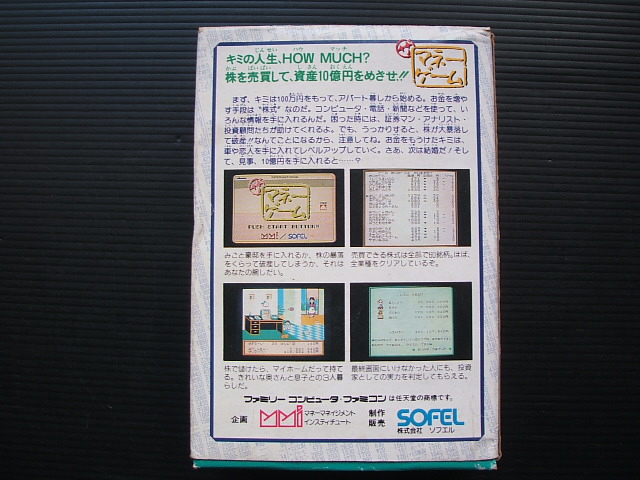 キミの人生、HOW MUCH?
株を売買して、資産10億円をめざせ!!
マネーゲーム
まず、キミは100万円をもって、アパート暮しから始める。お金を増や
す手段は“株式”なのだ。コンピュータ・電話・新聞などを使って、い
ろんな情報を手に入れるんだ。困った時には、証券マン・アナリスト・
投資顧問たちが助けてくれるよ。でも、うっかりすると、株が大暴落し
て破産!!なんてことになるから、注意してね。お金をもうけたキミは、
車や恋人を手に入れてレベルアップしていく。さあ、次は結婚だ!そし
て、見事、10億円を手に入れると……?
マネーゲーム
PUSH START BUTTON!!
MMi/SOFEL
みごと豪邸を手に入れるか、株の暴落
をくらって破産してしまうか、それは
あなたの腕しだい。
売買できる株式は全部で60銘柄。ほぼ、
全業種をクリアしているぞ。
株で儲けたら、マイホームだって持て
る。きれいな奥さんと息子との3人暮
らしだ。
最終画面にいけなかった人にも、投資
家としての実力を判定してもらえる。
ファミリーコンピュータ・ファミコンは任天堂の商標です。
企画 MMi マネーマネイジメント インスティチュート 制作 販売 SOFEL 株式会社 ソフエル